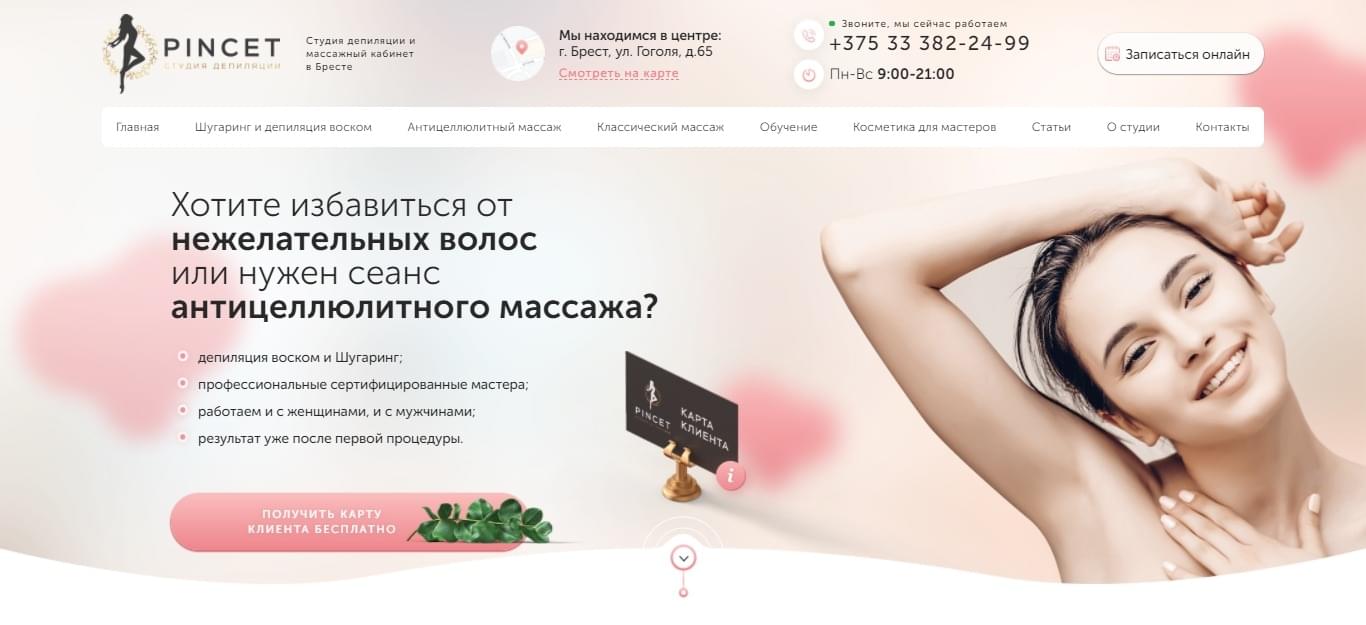 PINCET
СТУДИЯ ДЕПИЛЯЦИИ
Студия депиляции и
массажный кабинет
в Бресте
Мы находимся в центре:
г. Брест, ул. Гоголя, д.65
Смотреть на карте
Звоните, мы сейчас работаем
+375 33 382-24-99
Пн-Вс 9:00-21:00
Записаться онлайн
Главная
Шугаринг и депиляция воском
Антицеллюлитный массаж
Классический массаж
Обучение
Косметика для мастеров
Статьи
О студии
Контакты
Хотите избавиться от
нежелательных волос
или нужен сеанс
антицеллюлитного массажа?
депиляция воском и Шугаринг;
профессиональные сертифицированные мастера;
работаем и с женщинами, и с мужчинами;
результат уже после первой процедуры.
PINCET
КАРТА
КЛИЕНТА
i
ПОЛУЧИТЬ КАРТУ
КЛИЕНТА БЕСПЛАТНО